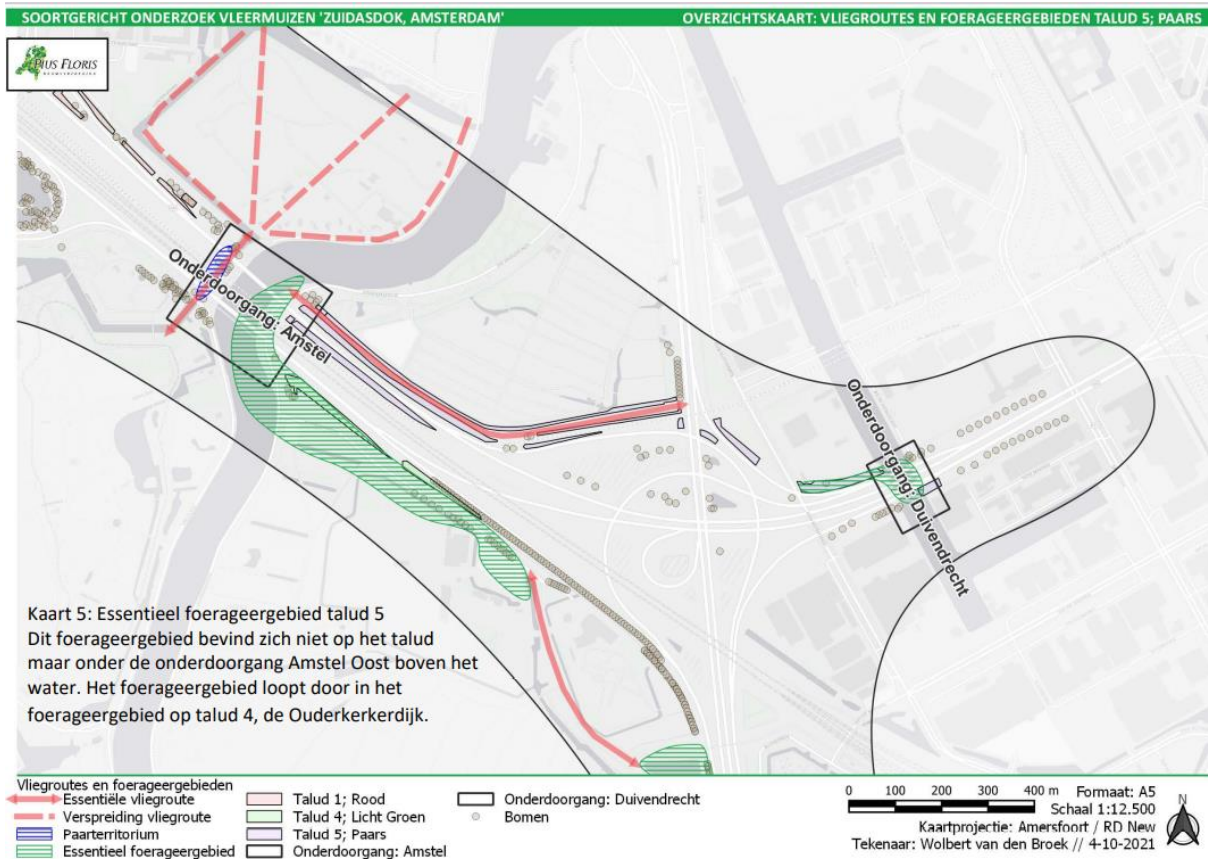 SOORTGERICHT ONDERZOEK VLEERMUIZEN 'ZUIDASDOK, AMSTERDAM'
OVERZICHTSKAART: VLIEGROUTES EN FOERAGEERGEBIEDEN TALUD 5; PAARS
PIUS FLORIS
BOOMVERZORGING
Onderdoorgang: Amstel
Onderdoorgang: Duivendrecht
Kaart 5: Essentieel foerageergebied talud 5
Dit foerageergebied bevind zich niet op het talud
maar onder de onderdoorgang Amstel Oost boven het
water. Het foerageergebied loopt door in het
foerageergebied op talud 4, de Ouderkerkerdijk.
Vliegroutes en foerageergebieden
Essentiële vliegroute
Verspreiding vliegroute
Paarterritorium
Essentieel foerageergebied
Talud 1; Rood
Talud 4; Licht Groen
Talud 5; Paars
Onderdoorgang: Amstel
Onderdoorgang: Duivendrecht
Bomen
0 100 200 300 400 m
Formaat: A5
Schaal 1:12.500
Kaartprojectie: Amersfoort / RD New
Tekenaar: Wolbert van den Broek // 4-10-2021
N